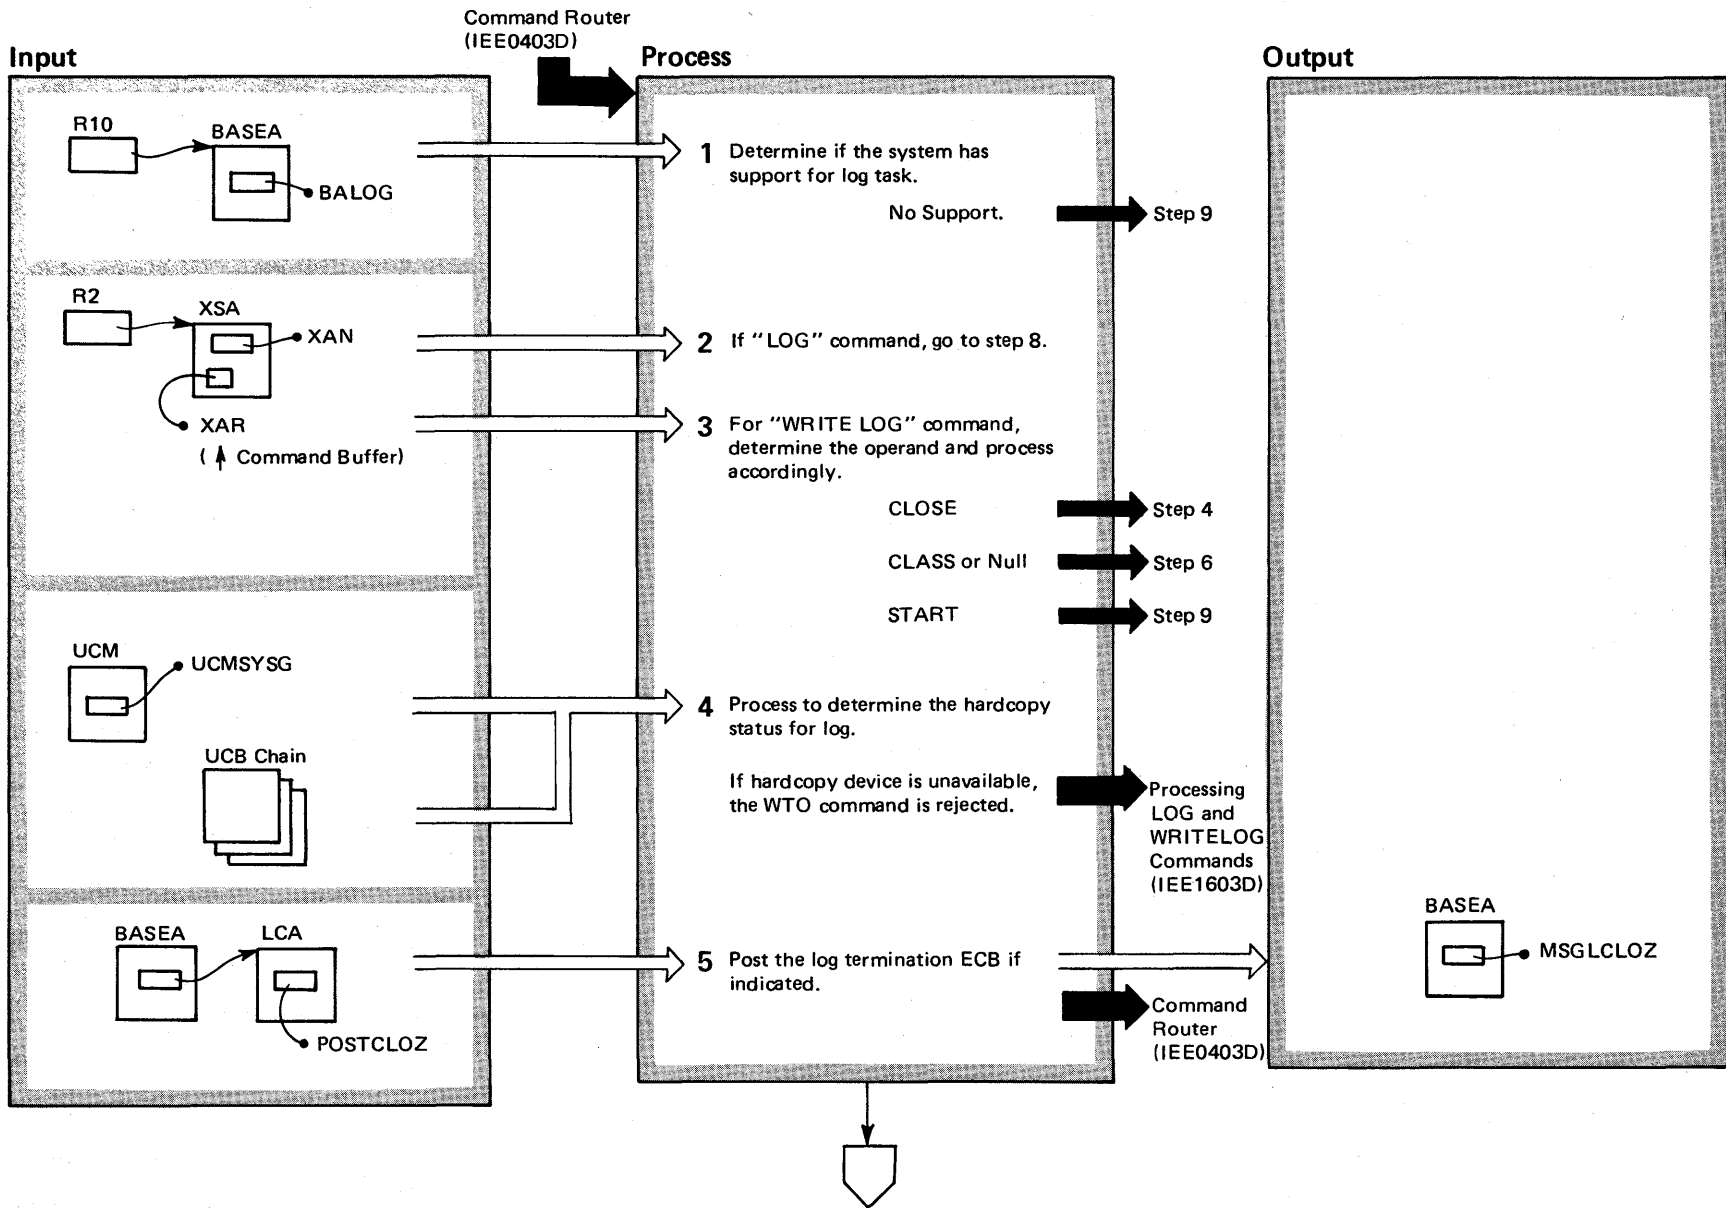 Command Router
(IEE0403D)
Input
Process
Output
R10
BASEA
BALOG
1 Determine if the system has
support for log task.
No Support.
Step 9
R2
XSA
XAN
XAR
( Command Buffer)
2 If "LOG" command, go to step 8.
3 For "WRITE LOG" command,
determine the operand and process
accordingly.
CLOSE
Step 4
CLASS or Null
Step 6
START
Step 9
UCM
UCMSYSG
UCB Chain
4 Process to determine the hardcopy
status for log.
If hardcopy device is unavailable,
the WTO command is rejected.
Processing
LOG and
WRITELOG
Commands
(IEE1603D)
BASEA
LCA
POSTCLOZ
5 Post the log termination ECB if
indicated.
Command
Router
(IEE0403D)
BASEA
MSGLCLOZ